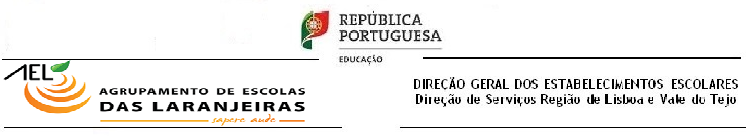 REPÚBLICA
PORTUGUESA
EDUCAÇÃO
AEL
AGRUPAMENTO DE ESCOLAS
DAS LARANJEIRAS
sapere aude
DIREÇÃO GERAL DOS ESTABELECIMENTOS ESCOLARES
Direção de Serviços Região de Lisboa e Vale do Tejo